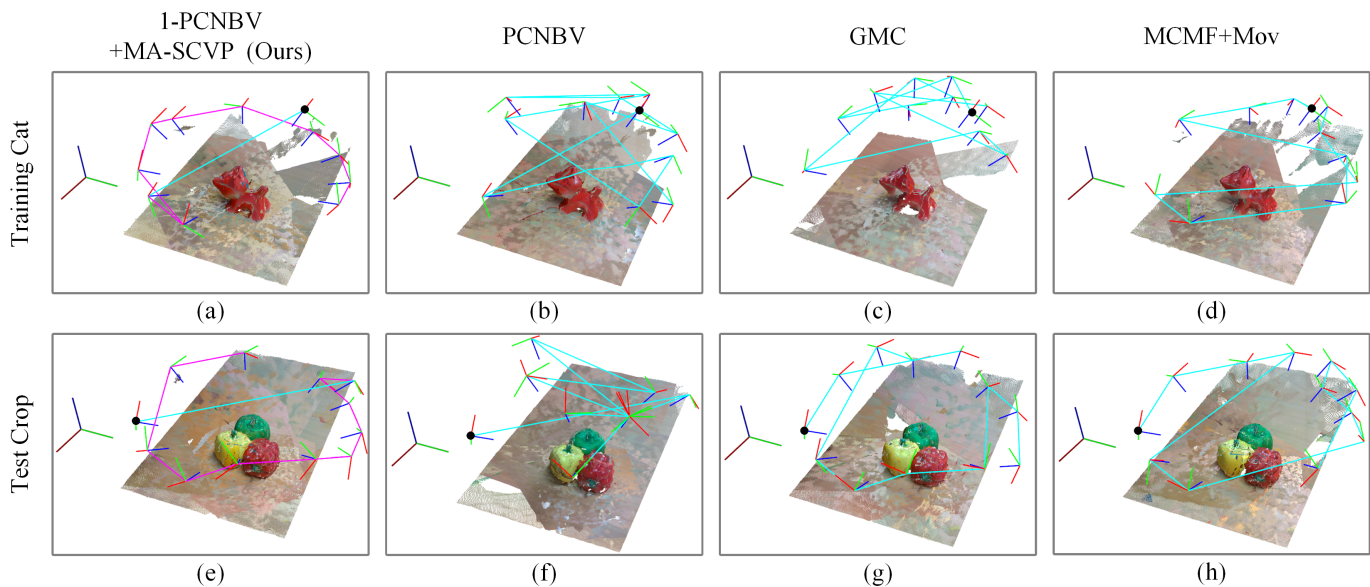 1-PCNBV
+MA-SCVP (Ours)
PCNBV
GMC
MCMF+Mov
Training Cat
(a)
(b)
(c)
(d)
Test Crop
(e)
(f)
(g)
(h)